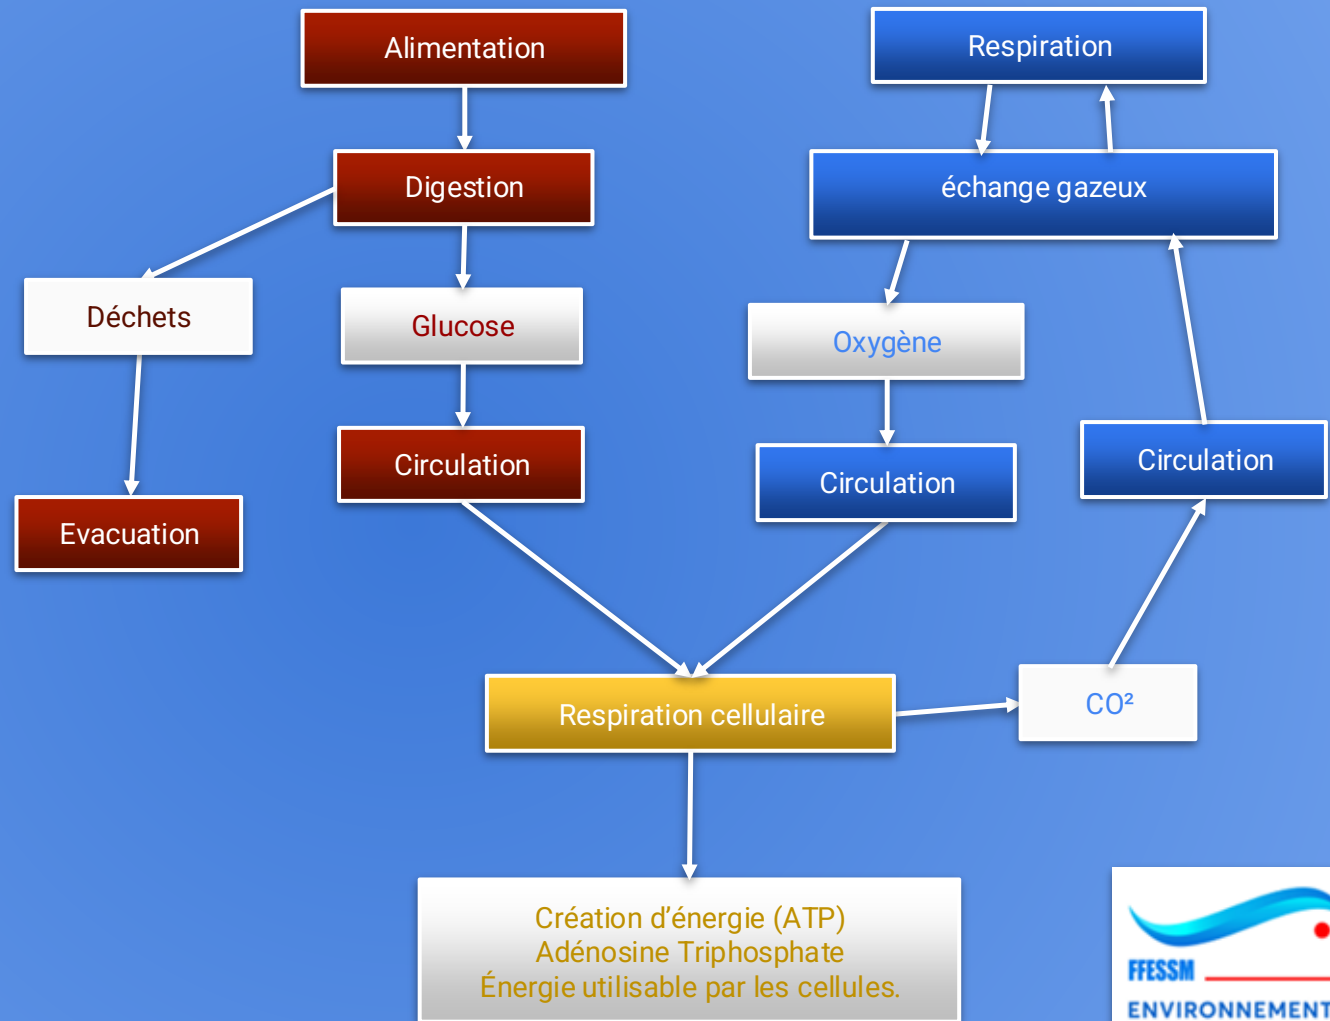 Alimentation
Respiration
Digestion
échange gazeux
Déchets
Glucose
Oxygène
Circulation
Circulation
Circulation
Evacuation
Respiration cellulaire
CO²
Création d’énergie (ATP)
Adénosine Triphosphate
Énergie utilisable par les cellules.
FFESSM
ENVIRONNEMENT